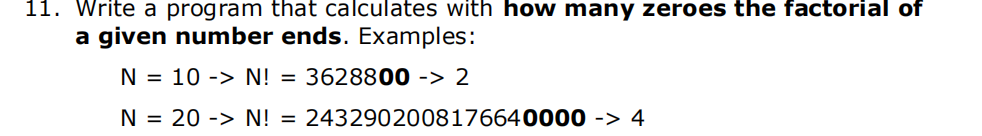 11. Write a program that calculates with how many zeroes the factorial of
a given number ends. Examples:
N = 10 -> N! = 3628800 -> 2
N = 20 -> N! = 2432902008176640000 -> 4